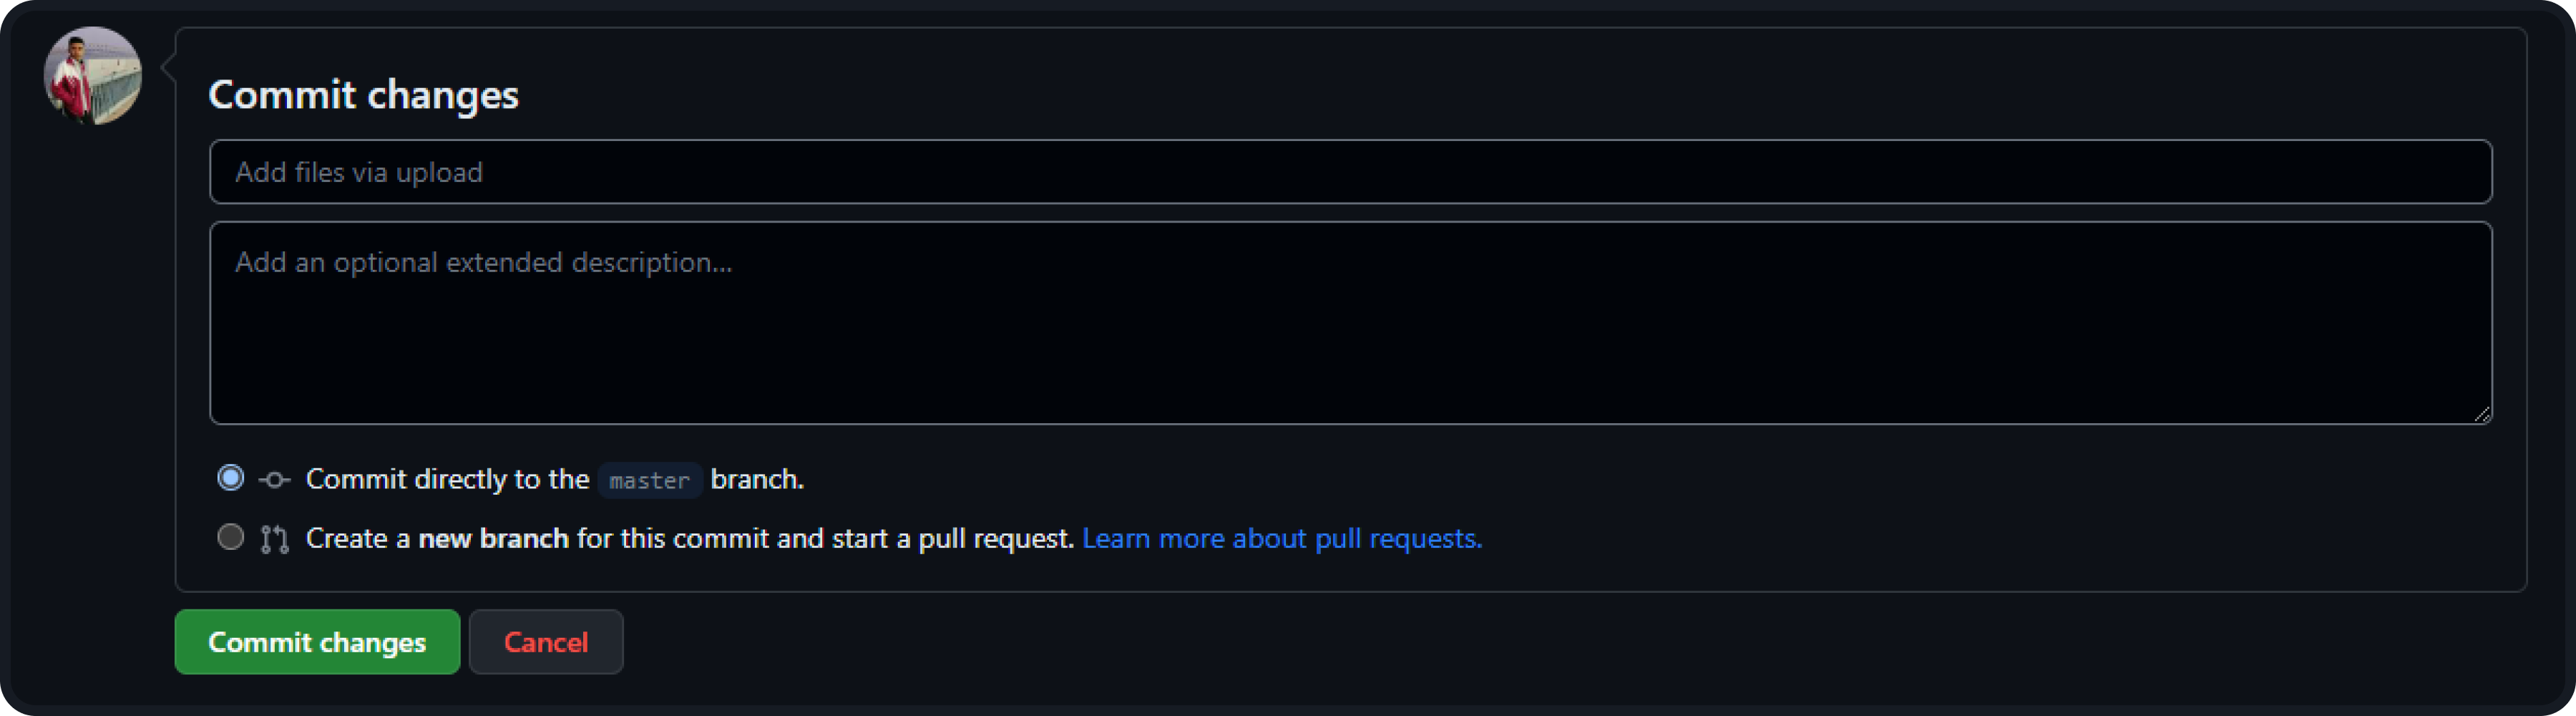 Commit changes
Add files via upload
Add an optional extended description...
Commit directly to the master branch.
Create a new branch for this commit and start a pull request. Learn more about pull requests.
Commit changes
Cancel